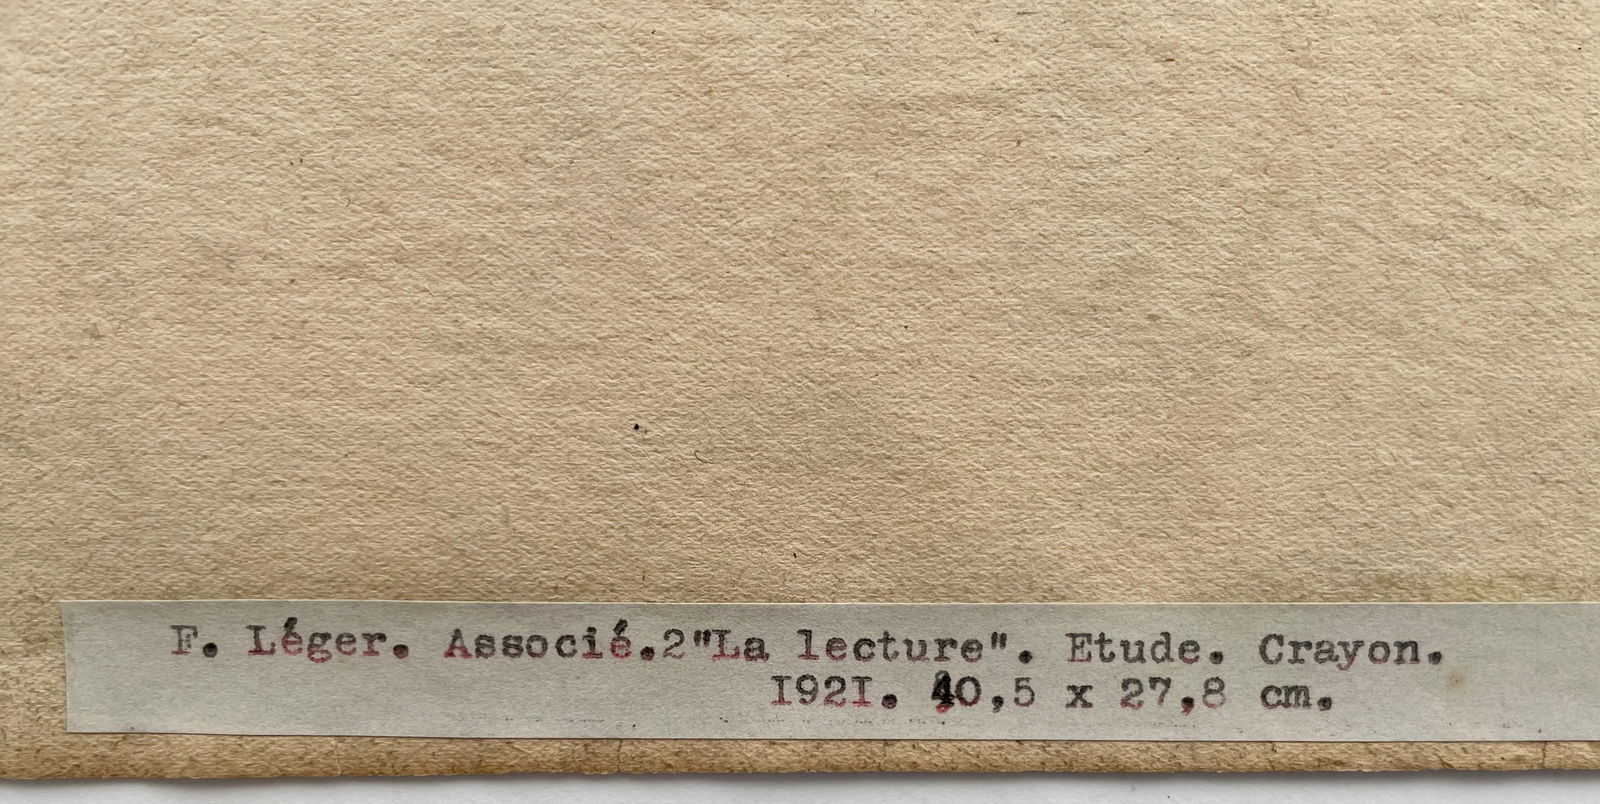 F. Léger. Associé.2"La lecture". Etude. Crayon.
I92I. 40,5 x 27,8 cm.